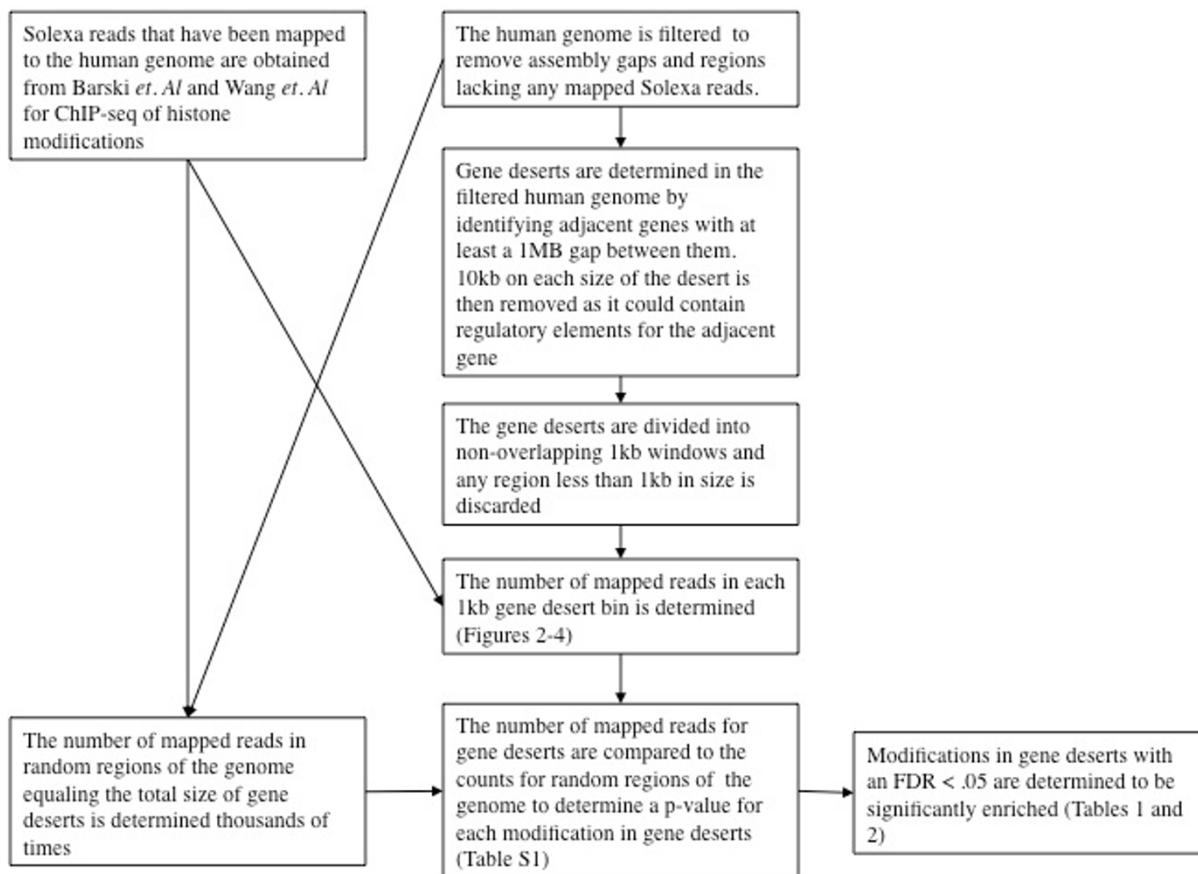 Solexa reads that have been mapped
to the human genome are obtained
from Barski et. Al and Wang et. Al
for ChIP-seq of histone
modifications
The human genome is filtered to
remove assembly gaps and regions
lacking any mapped Solexa reads.
Gene deserts are determined in the
filtered human genome by
identifying adjacent genes with at
least a 1MB gap between them.
10kb on each size of the desert is
then removed as it could contain
regulatory elements for the adjacent
gene
The gene deserts are divided into
non-overlapping 1kb windows and
any region less than 1kb in size is
discarded
The number of mapped reads in each
1kb gene desert bin is determined
(Figures 2-4)
The number of mapped reads in
random regions of the genome
equaling the total size of gene
deserts is determined thousands of
times
The number of mapped reads for
gene deserts are compared to the
counts for random regions of the
genome to determine a p-value for
each modification in gene deserts
(Table S1)
Modifications in gene deserts with
an FDR < .05 are determined to be
significantly enriched (Tables 1 and
2)